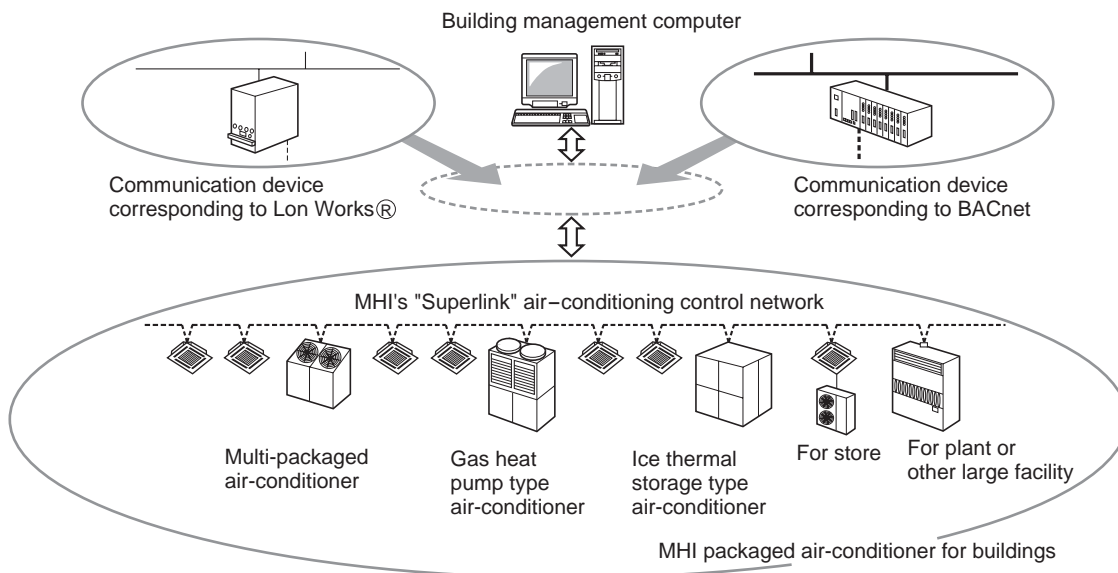 Building management computer
Communication device
corresponding to Lon Works®
Communication device
corresponding to BACnet
MHI's "Superlink" air-conditioning control network
Multi-packaged
air-conditioner
Gas heat
pump type
air-conditioner
Ice thermal
storage type
air-conditioner
For store
For plant or
other large facility
MHI packaged air-conditioner for buildings